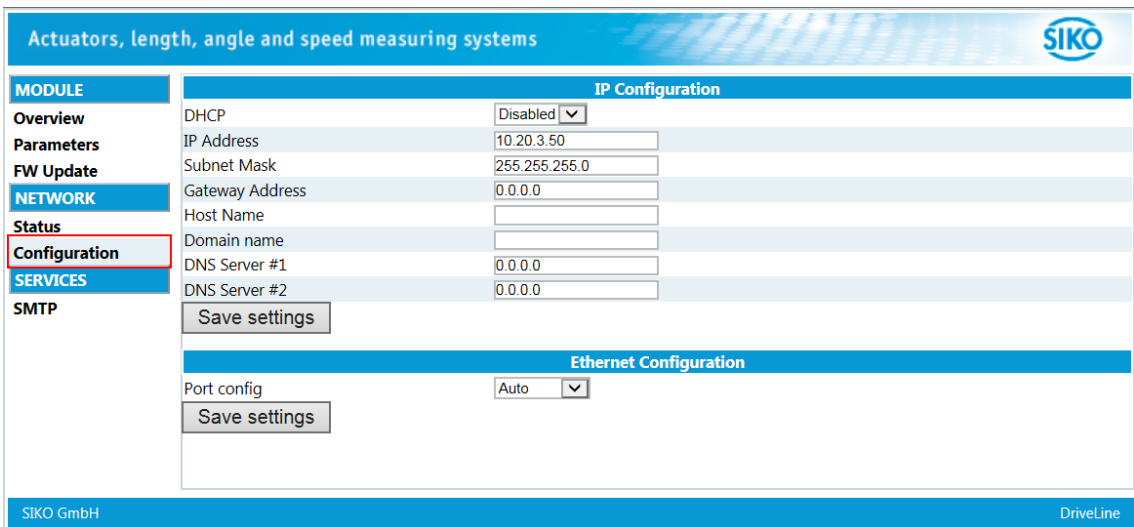 Actuators, length, angle and speed measuring systems
SIKO
MODULE
Overview
Parameters
FW Update
NETWORK
Status
Configuration
SERVICES
SMTP
IP Configuration
DHCP Disabled
IP Address 10.20.3.50
Subnet Mask 255.255.255.0
Gateway Address 0.0.0.0
Host Name
Domain name
DNS Server #1 0.0.0.0
DNS Server #2 0.0.0.0
Save settings
Ethernet Configuration
Port config Auto
Save settings
SIKO GmbH DriveLine